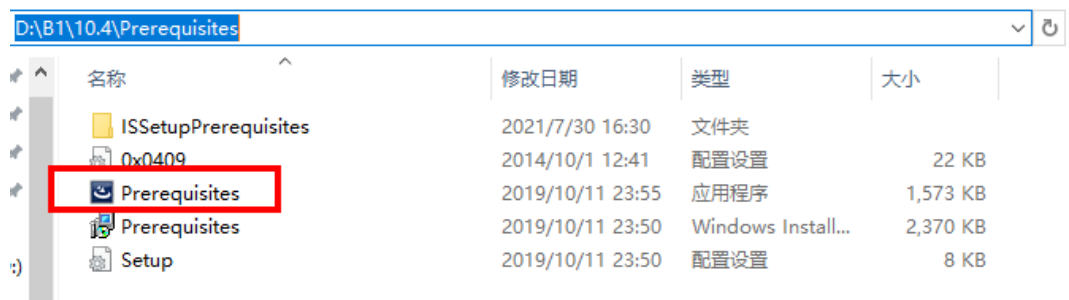 D:\B1\10.4\Prerequisites
名称 修改日期 类型 大小
ISSetupPrerequisites 2021/7/30 16:30 文件夹
0x0409 2014/10/1 12:41 配置设置 22 KB
Prerequisites 2019/10/11 23:55 应用程序 1,573 KB
Prerequisites 2019/10/11 23:50 Windows Install... 2,370 KB
Setup 2019/10/11 23:50 配置设置 8 KB
:)